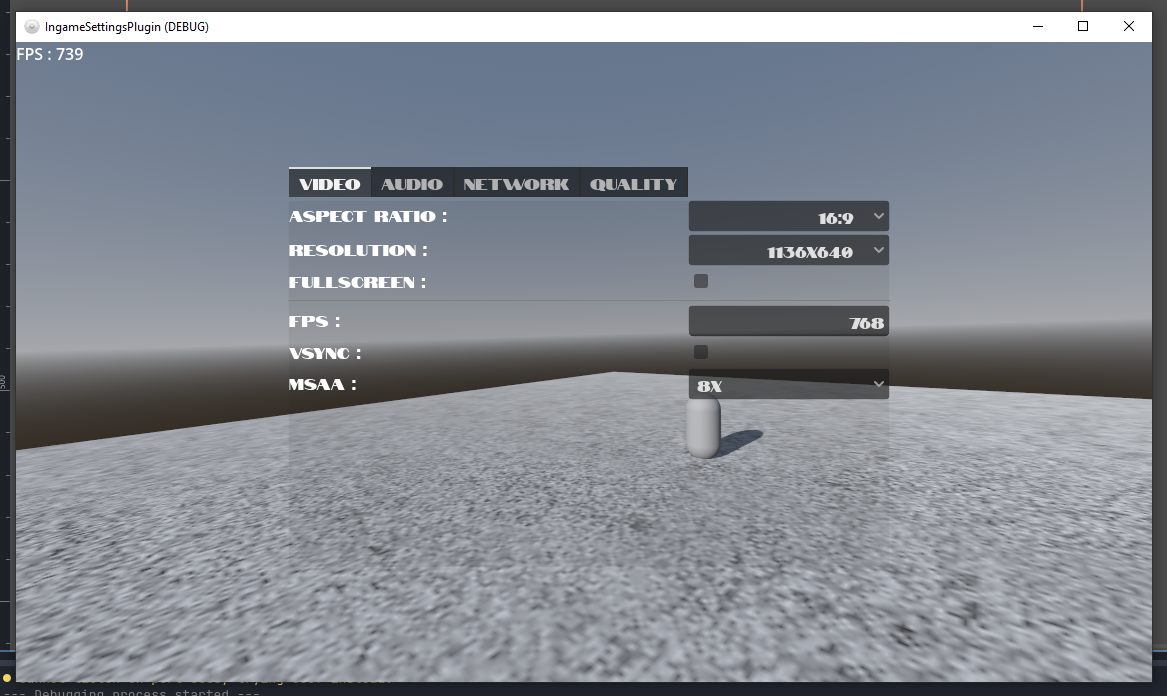 IngameSettingsPlugin (DEBUG)
FPS : 739
VIDEO AUDIO NETWORK QUALITY
ASPECT RATIO : 16:9
RESOLUTION : 1136X640
FULLSCREEN :
FPS : 768
VSYNC :
MSAA : 8X
500
--- Debugging process started ---